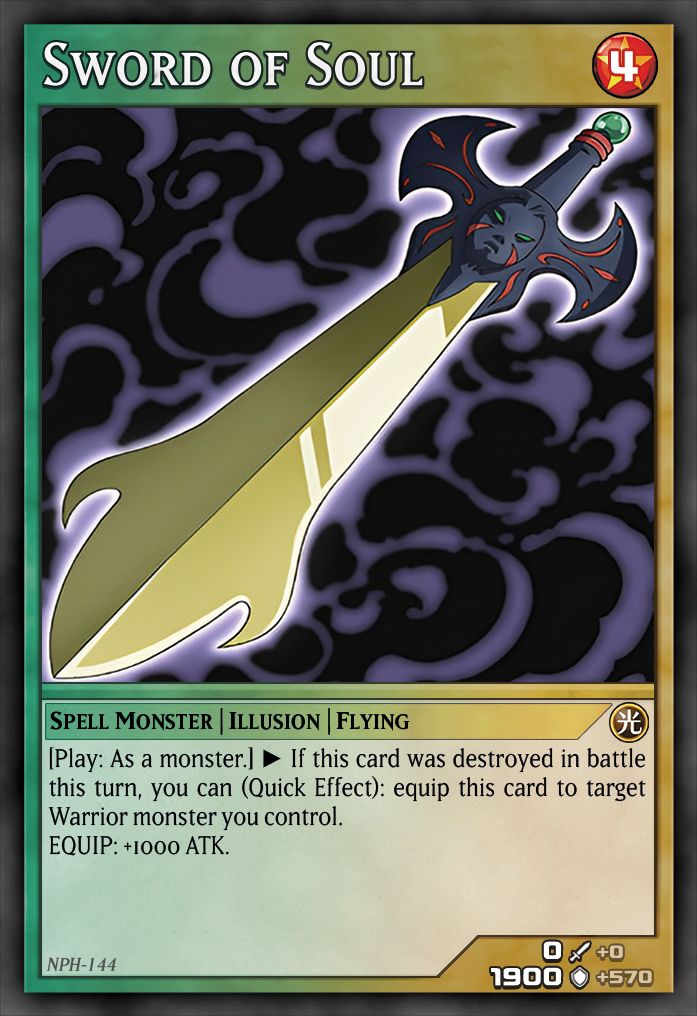 Sword of Soul
4
Spell Monster | Illusion | Flying
光
[Play: As a monster.] ► If this card was destroyed in battle
this turn, you can (Quick Effect): equip this card to target
Warrior monster you control.
EQUIP: +1000 ATK.
0 +0
NPH-144
1900 +570